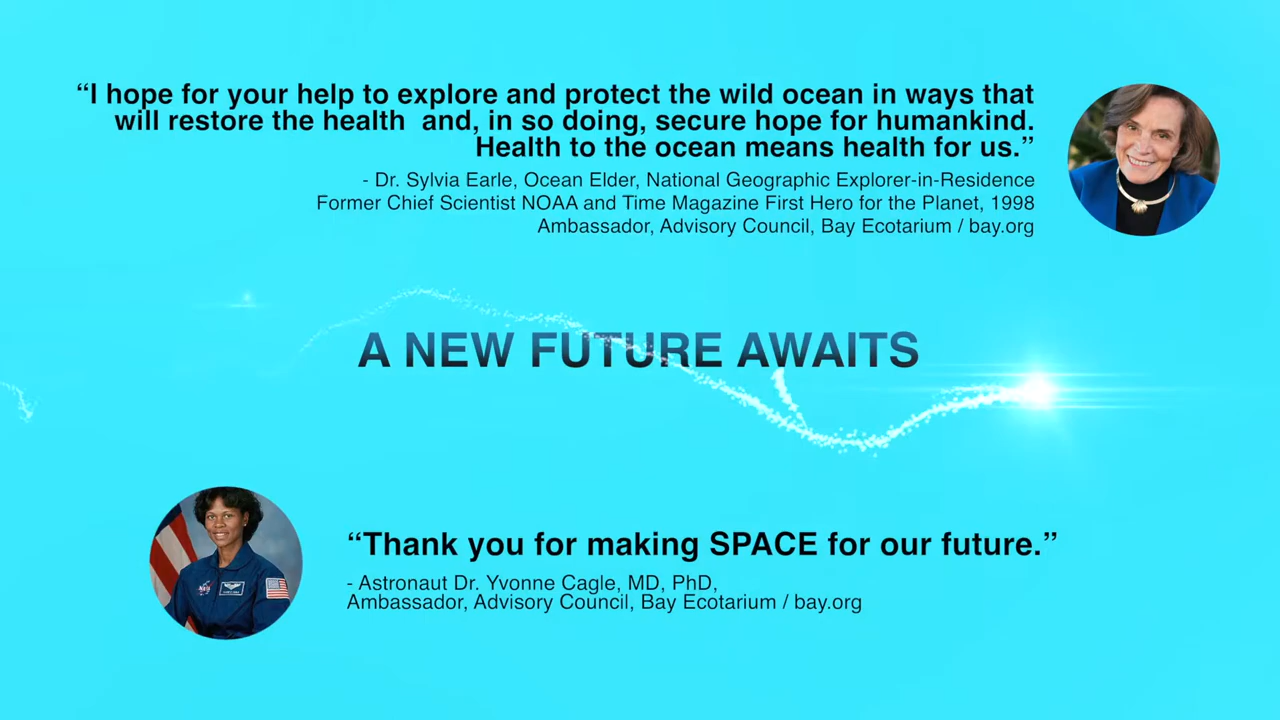 “I hope for your help to explore and protect the wild ocean in ways that
will restore the health  and, in so doing, secure hope for humankind.
Health to the ocean means health for us.”
- Dr. Sylvia Earle, Ocean Elder, National Geographic Explorer-in-Residence
Former Chief Scientist NOAA and Time Magazine First Hero for the Planet, 1998
Ambassador, Advisory Council, Bay Ecotarium / bay.org
A NEW FUTURE AWAITS
“Thank you for making SPACE for our future.”
- Astronaut Dr. Yvonne Cagle, MD, PhD,
Ambassador, Advisory Council, Bay Ecotarium / bay.org